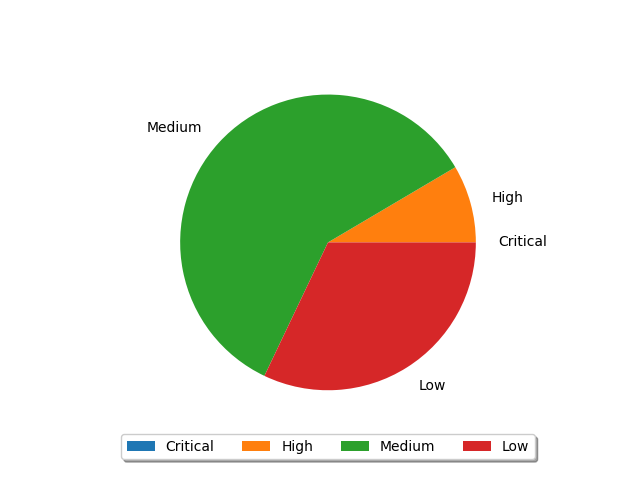 Medium
High
Critical
Low
Critical High Medium Low